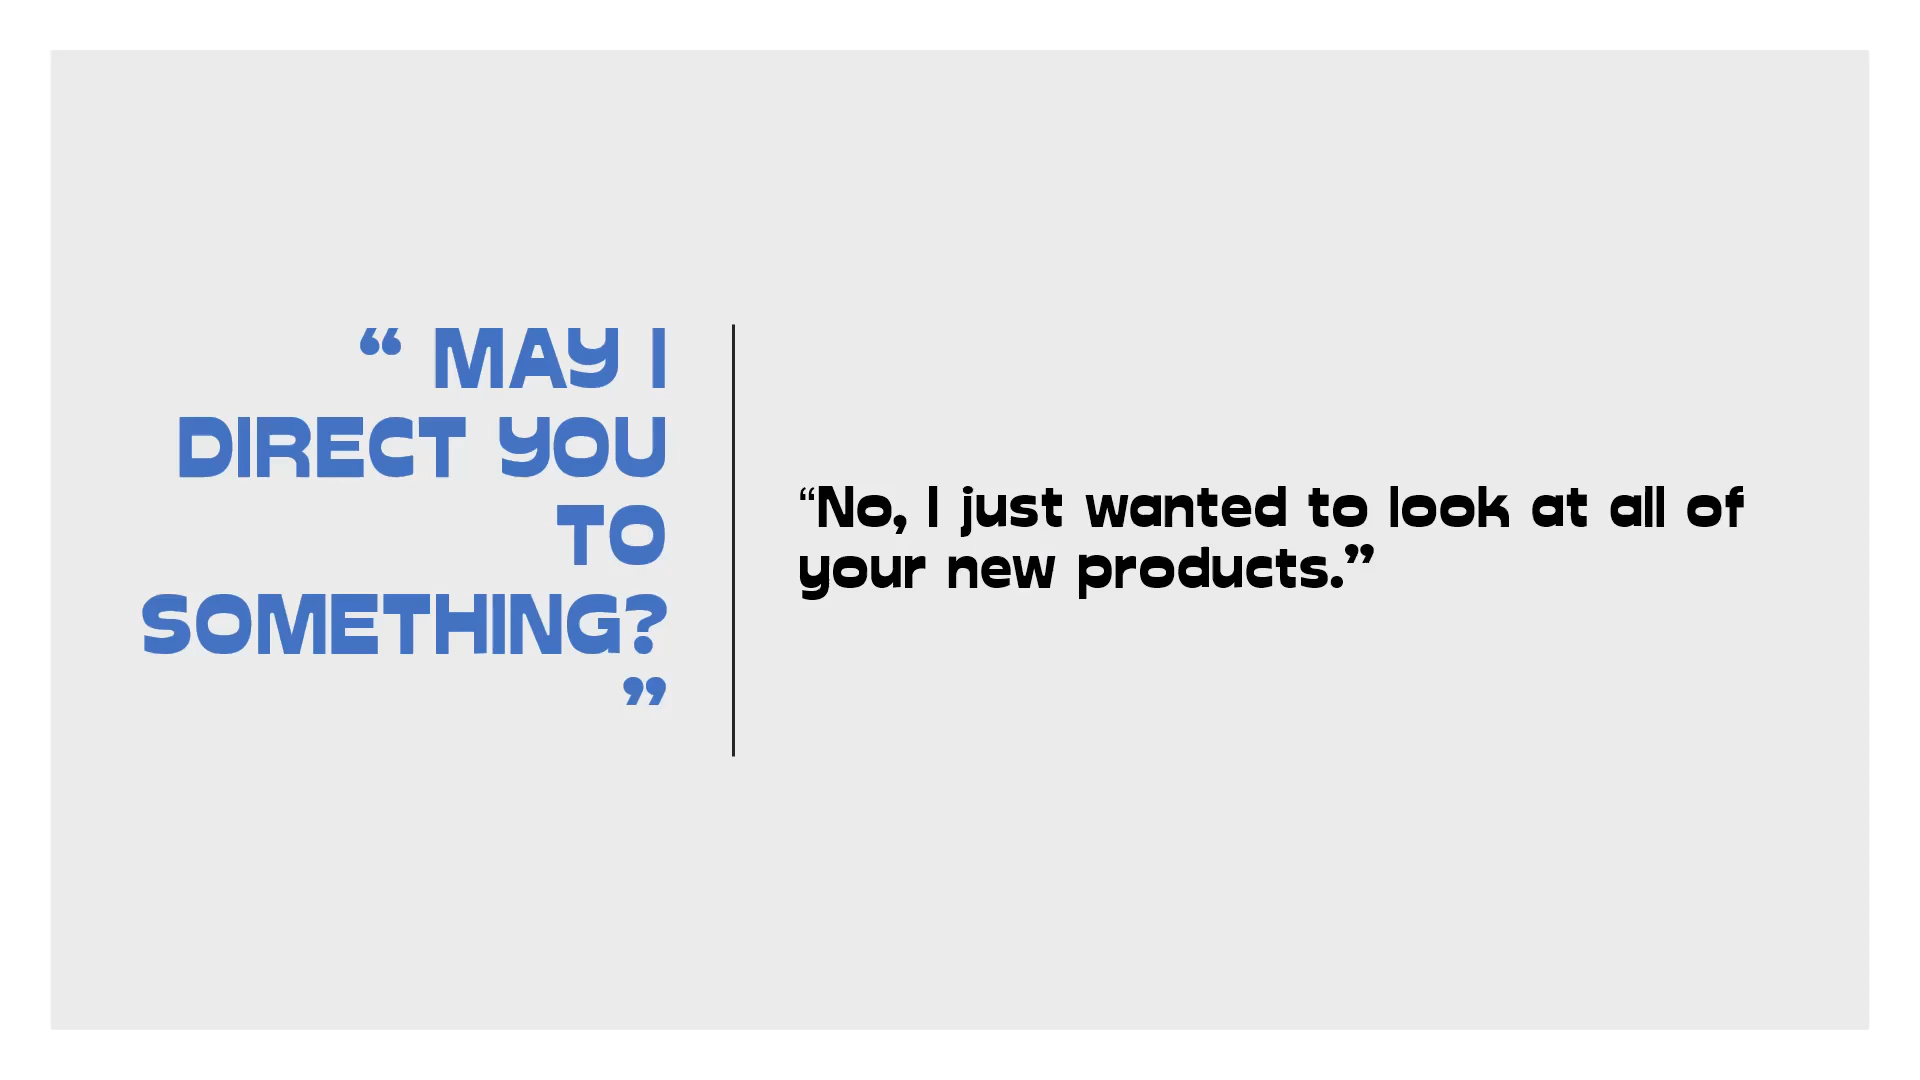 “ MAY I
DIRECT YOU
TO
SOMETHING?
”
“No, I just wanted to look at all of
your new products.”